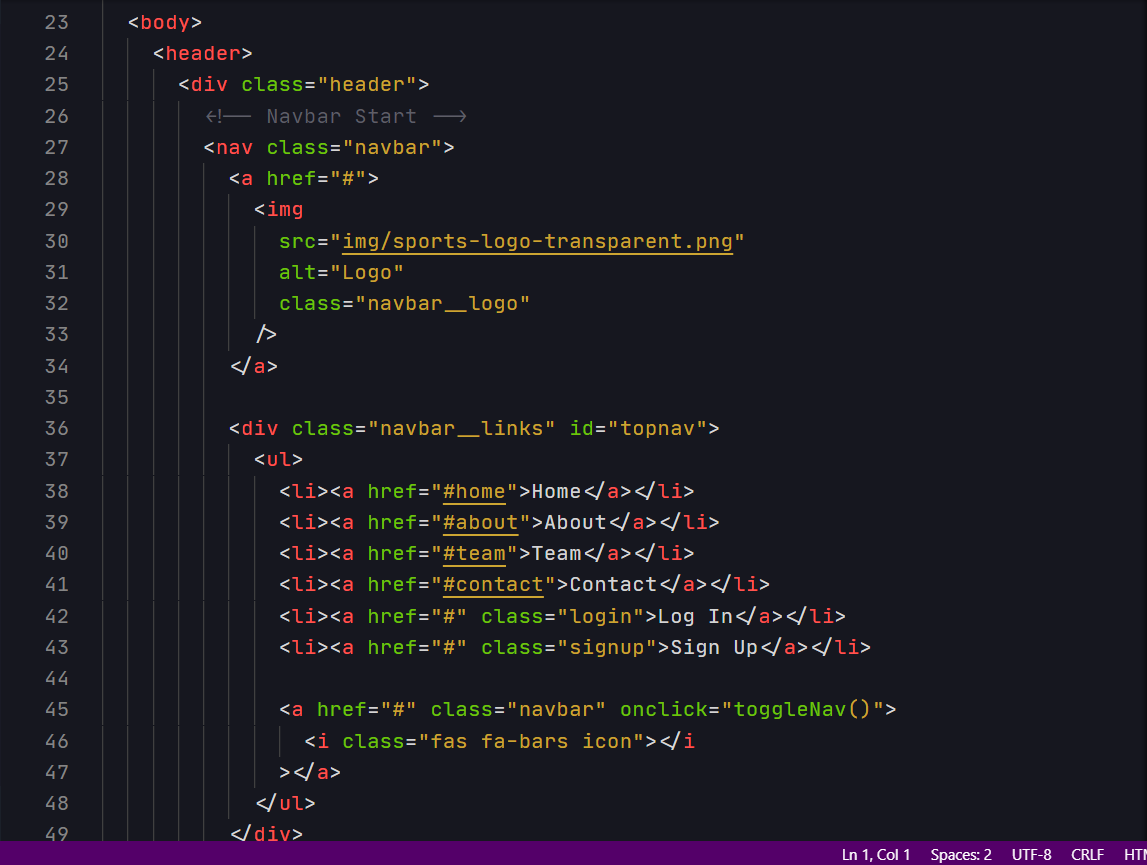 23 <body>
24 <header>
25 <div class="header">
26 <!-- Navbar Start -->
27 <nav class="navbar">
28 <a href="#">
29 <img
30 src="img/sports-logo-transparent.png"
31 alt="Logo"
32 class="navbar__logo"
33 />
34 </a>
35
36 <div class="navbar__links" id="topnav">
37 <ul>
38 <li><a href="#home">Home</a></li>
39 <li><a href="#about">About</a></li>
40 <li><a href="#team">Team</a></li>
41 <li><a href="#contact">Contact</a></li>
42 <li><a href="#" class="login">Log In</a></li>
43 <li><a href="#" class="signup">Sign Up</a></li>
44
45 <a href="#" class="navbar" onclick="toggleNav()">
46 <i class="fas fa-bars icon"></i
47 ></a>
48 </ul>
49 </div>
Ln 1, Col 1 Spaces: 2 UTF-8 CRLF